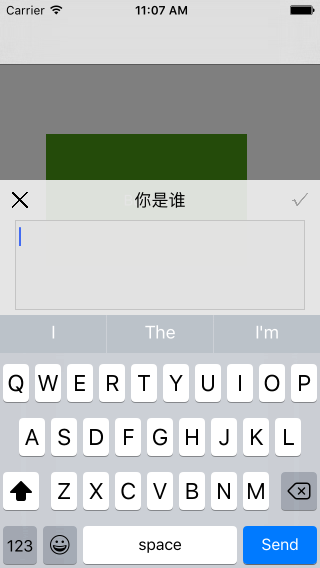 Carrier 11:07 AM
你是谁
I The I'm
Q W E R T Y U I O P
A S D F G H J K L
Z X C V B N M
123 space Send